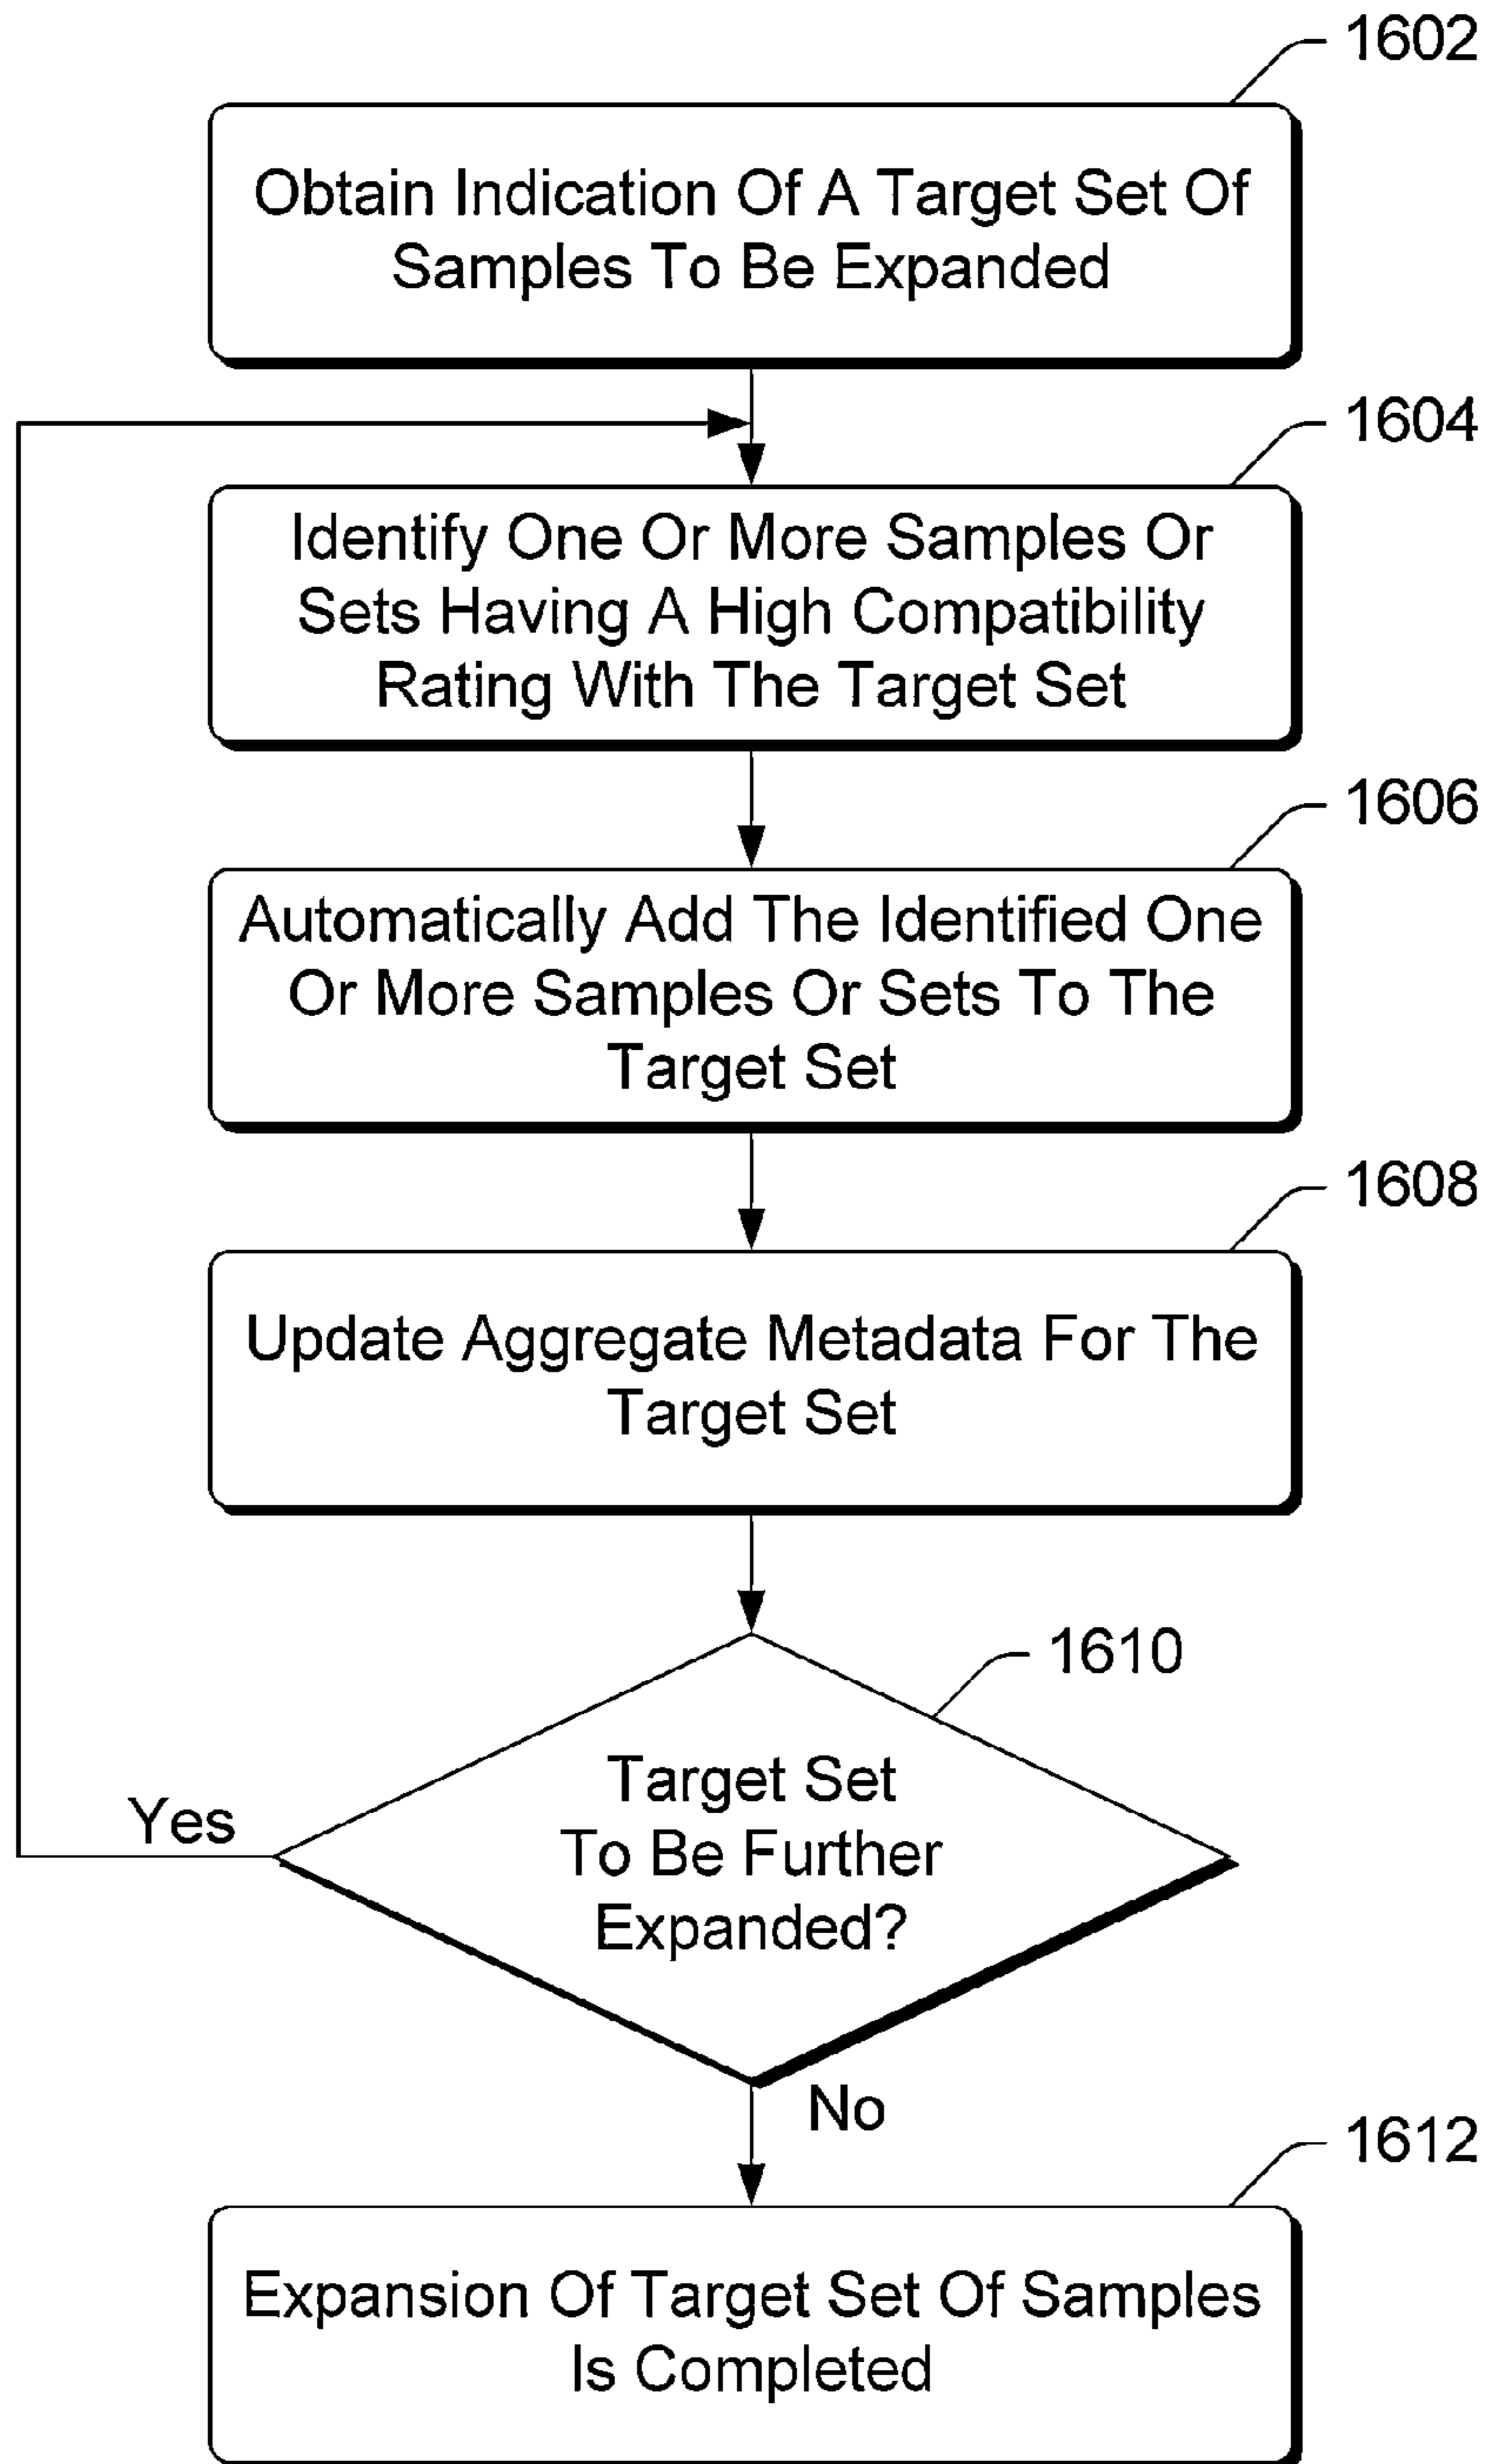 1602
Obtain Indication Of A Target Set Of
Samples To Be Expanded
1604
Identify One Or More Samples Or
Sets Having A High Compatibility
Rating With The Target Set
1606
Automatically Add The Identified One
Or More Samples Or Sets To The
Target Set
1608
Update Aggregate Metadata For The
Target Set
1610
Target Set
To Be Further
Expanded?
Yes
No
1612
Expansion Of Target Set Of Samples
Is Completed